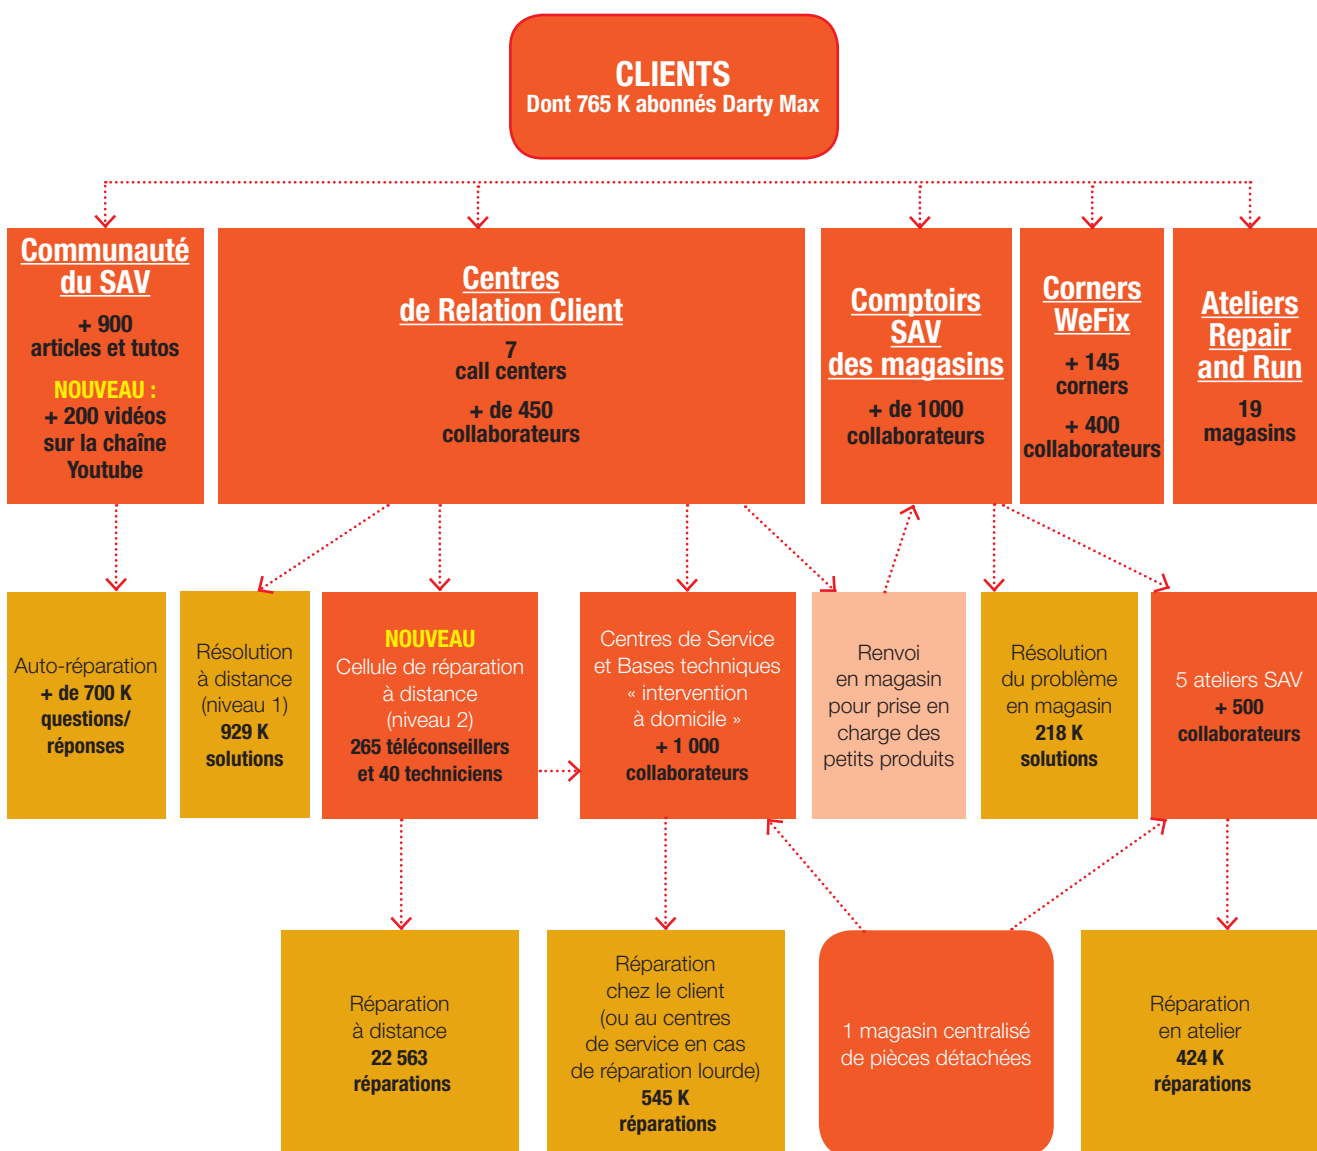 CLIENTS
Dont 765 K abonnés Darty Max
Communauté
du SAV
+ 900
articles et tutos
NOUVEAU :
+ 200 vidéos
sur la chaîne
Youtube
Centres
de Relation Client
7
call centers
+ de 450
collaborateurs
Comptoirs
SAV
des magasins
+ de 1000
collaborateurs
Corners
WeFix
+ 145
corners
+ 400
collaborateurs
Ateliers
Repair
and Run
19
magasins
Auto-réparation
+ de 700 K
questions/
réponses
Résolution
à distance
(niveau 1)
929 K
solutions
NOUVEAU
Cellule de réparation
à distance
(niveau 2)
265 téléconseillers
et 40 techniciens
Centres de Service
et Bases techniques
« intervention
à domicile »
+ 1 000
collaborateurs
Renvoi
en magasin
pour prise en
charge des
petits produits
Résolution
du problème
en magasin
218 K
solutions
5 ateliers SAV
+ 500
collaborateurs
Réparation
à distance
22 563
réparations
Réparation
chez le client
(ou au centres
de service en cas
de réparation lourde)
545 K
réparations
1 magasin centralisé
de pièces détachées
Réparation
en atelier
424 K
réparations